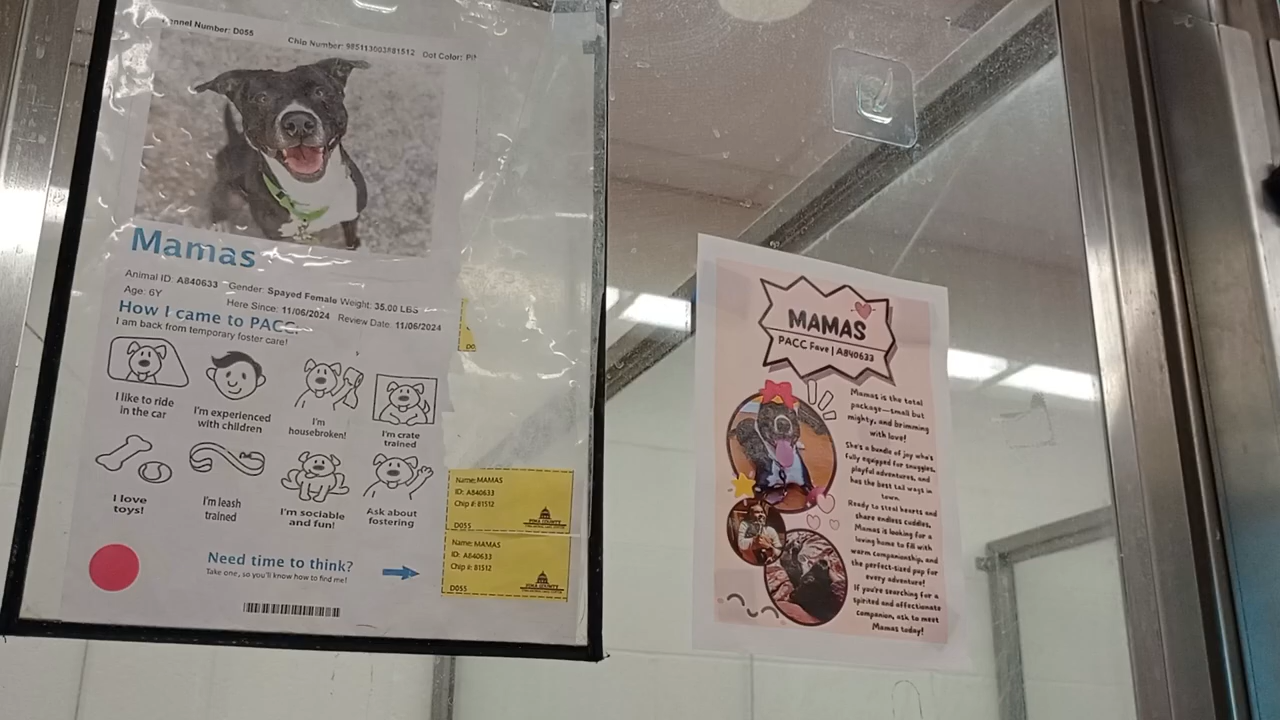 Kennel Number: D055
Chip Number: 985113003881512 Dot Color: Pi
Mamas
Animal ID: A840633 Gender: Spayed Female Weight: 35.00 LBS
Age: 6Y Here Since: 11/06/2024 Review Date: 11/06/2024
How I came to PACC:
I am back from temporary foster care!
I like to ride
in the car
I'm experienced
with children
I'm
housebroken!
I'm crate
trained
I love
toys!
I'm leash
trained
I'm sociable
and fun!
Ask about
fostering
Need time to think?
Take one, so you'll know how to find me!
Name: MAMAS
ID: A840633
Chip #: 81512
D055
PIMA COUNTY
Name: MAMAS
ID: A840633
Chip #: 81512
D055
PIMA COUNTY
MAMAS
PACC Fave | A840633
Mamas is the total
package—small but
mighty, and brimming
with love!
She's a bundle of joy who's
fully equipped for snuggles,
playful adventures, and
has the best tail wags in
town.
Ready to steal hearts and
share endless cuddles,
Mamas is looking for a
loving home to fill with
warm companionship, and
the perfect-sized pup for
every adventure!
If you're searching for a
spirited and affectionate
companion, ask to meet
Mamas today!